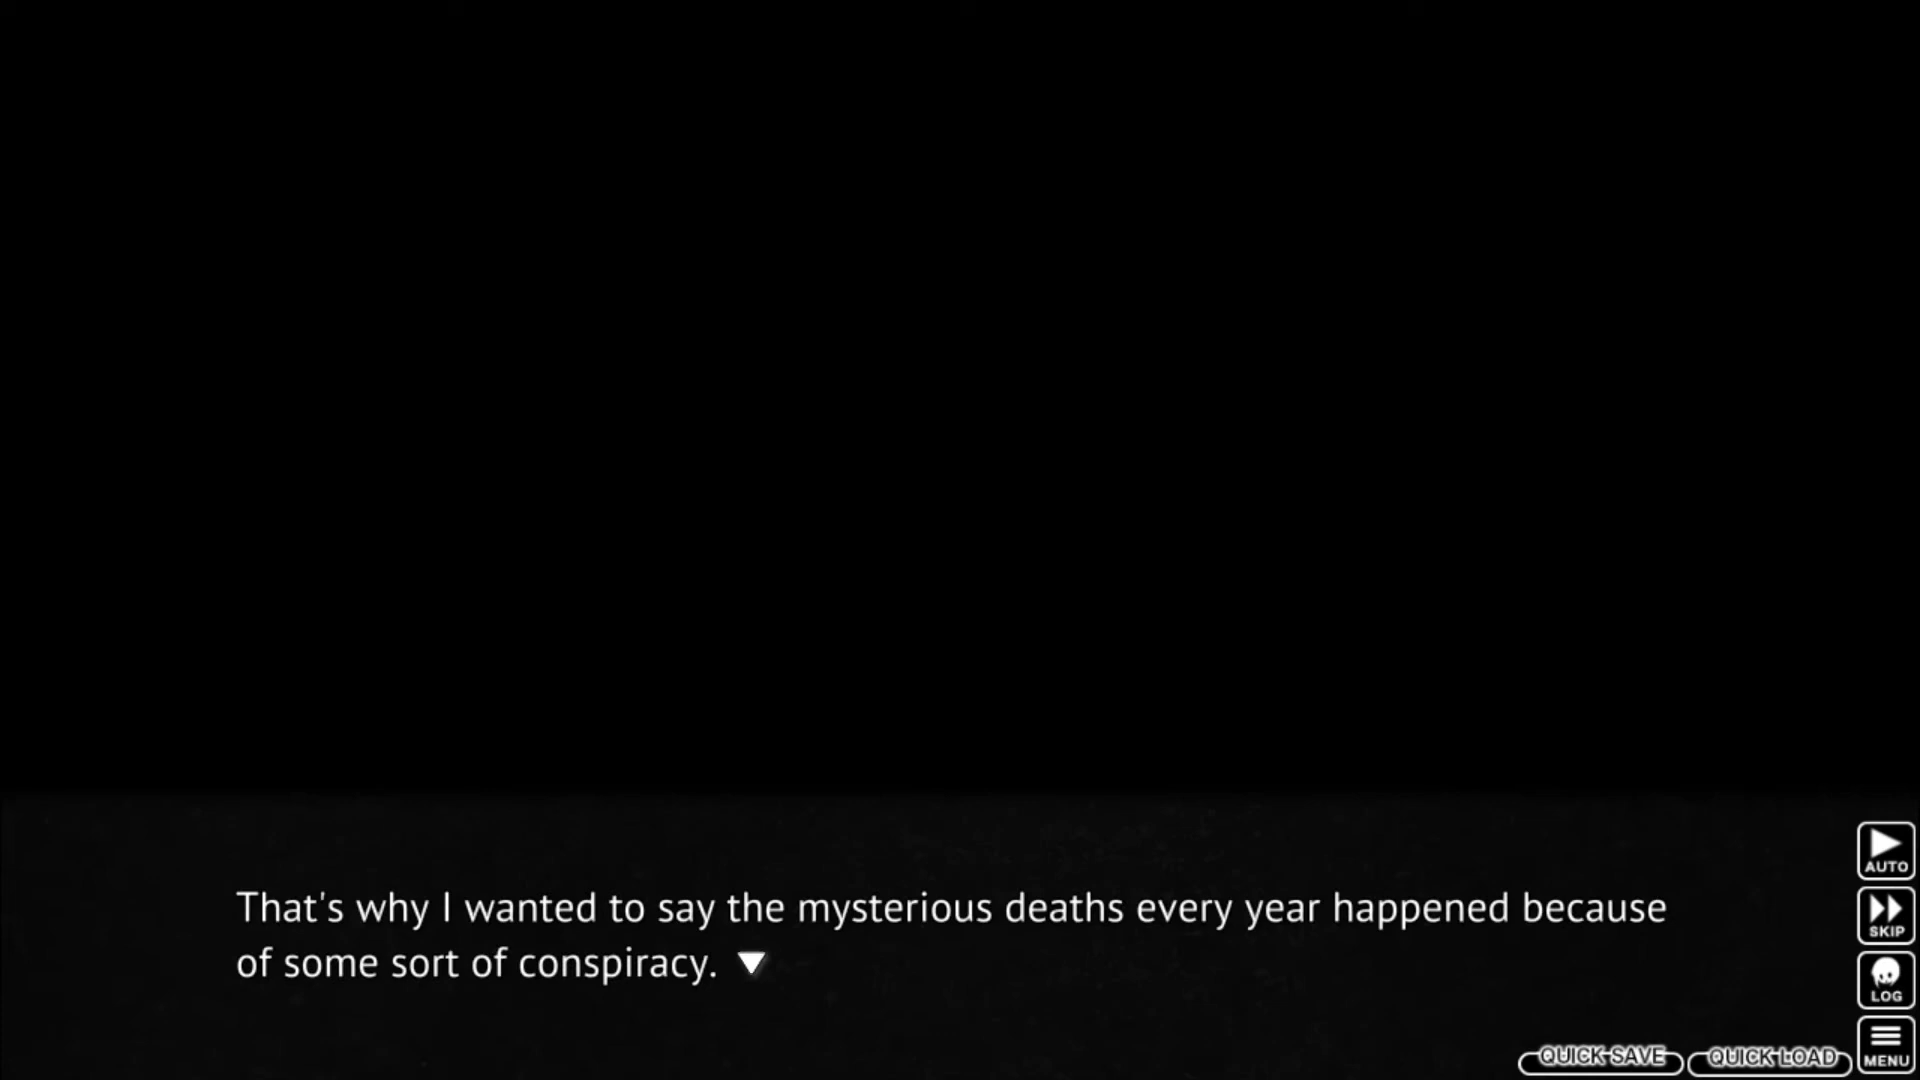 That's why I wanted to say the mysterious deaths every year happened because
of some sort of conspiracy.
AUTO
SKIP
LOG
MENU
QUICK SAVE QUICK LOAD